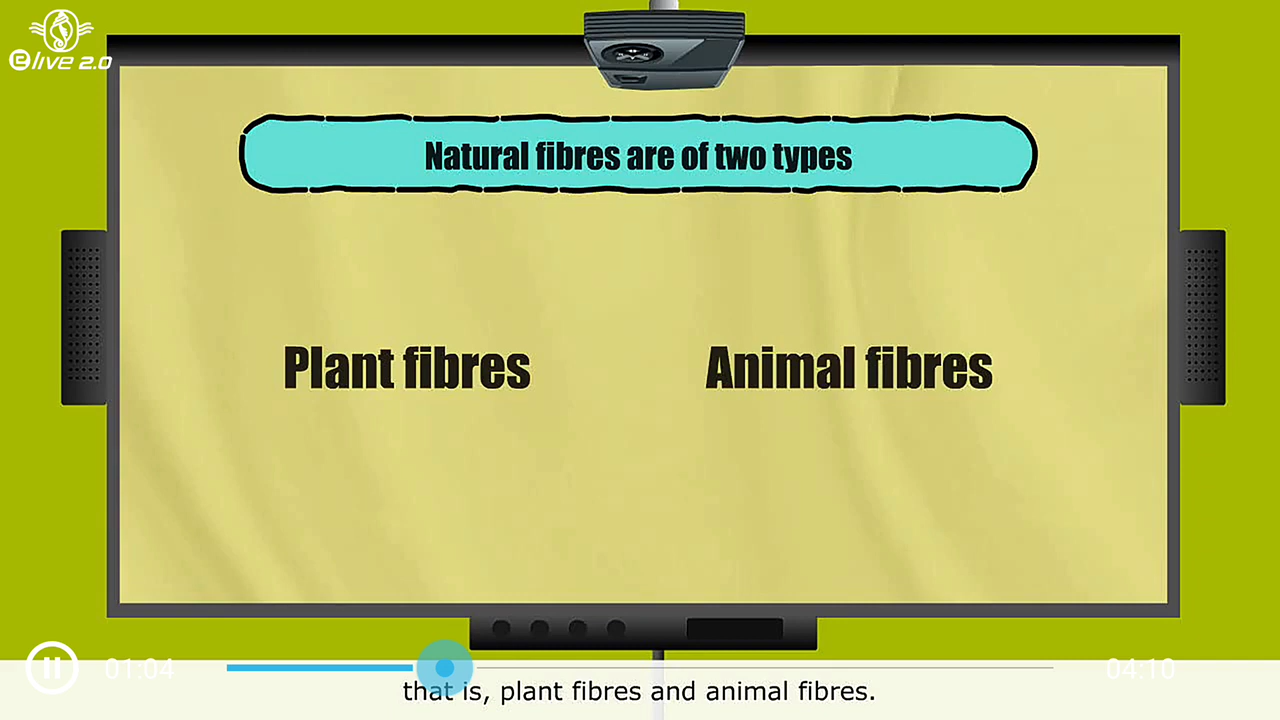 elive 2.0
Natural fibres are of two types
Plant fibres
Animal fibres
01:04
04:10
that is, plant fibres and animal fibres.